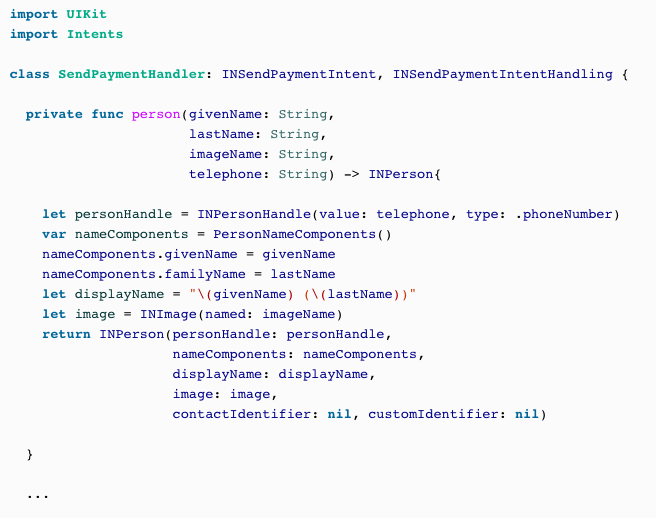 import UIKit
import Intents
class SendPaymentHandler: INSendPaymentIntent, INSendPaymentIntentHandling {
private func person(givenName: String,
lastName: String,
imageName: String,
telephone: String) -> INPerson{
let personHandle = INPersonHandle(value: telephone, type: .phoneNumber)
var nameComponents = PersonNameComponents()
nameComponents.givenName = givenName
nameComponents.familyName = lastName
let displayName = "\(givenName) (\(lastName))"
let image = INImage(named: imageName)
return INPerson(personHandle: personHandle,
nameComponents: nameComponents,
displayName: displayName,
image: image,
contactIdentifier: nil, customIdentifier: nil)
}
...